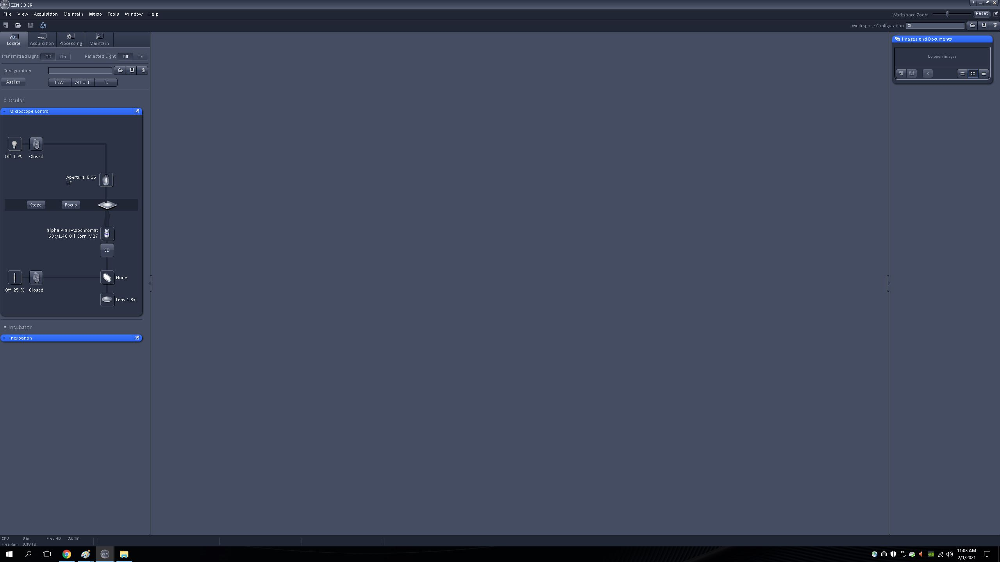 ZEN ZEN 3.0 SR ?
File View Acquisition Maintain Macro Tools Window Help
Workspace Zoom Reset
Workspace Configuration SI
Locate Acquisition Processing Maintain
Transmitted Light Off On Reflected Light Off On
Configuration
Assign FS77 All OFF TL
Ocular
Microscope Control
Off 1 % Closed
Aperture 0.55
HF
Stage Focus
alpha Plan-Apochromat
63x/1.46 Oil Corr M27
3D
None
Off 25 % Closed
Lens 1,6x
Incubator
Incubation
Images and Documents
No open images
X
CPU 0% Free HD 7.0 TB
Free Ram 0.18 TB
ZEN
11:03 AM
2/1/2021